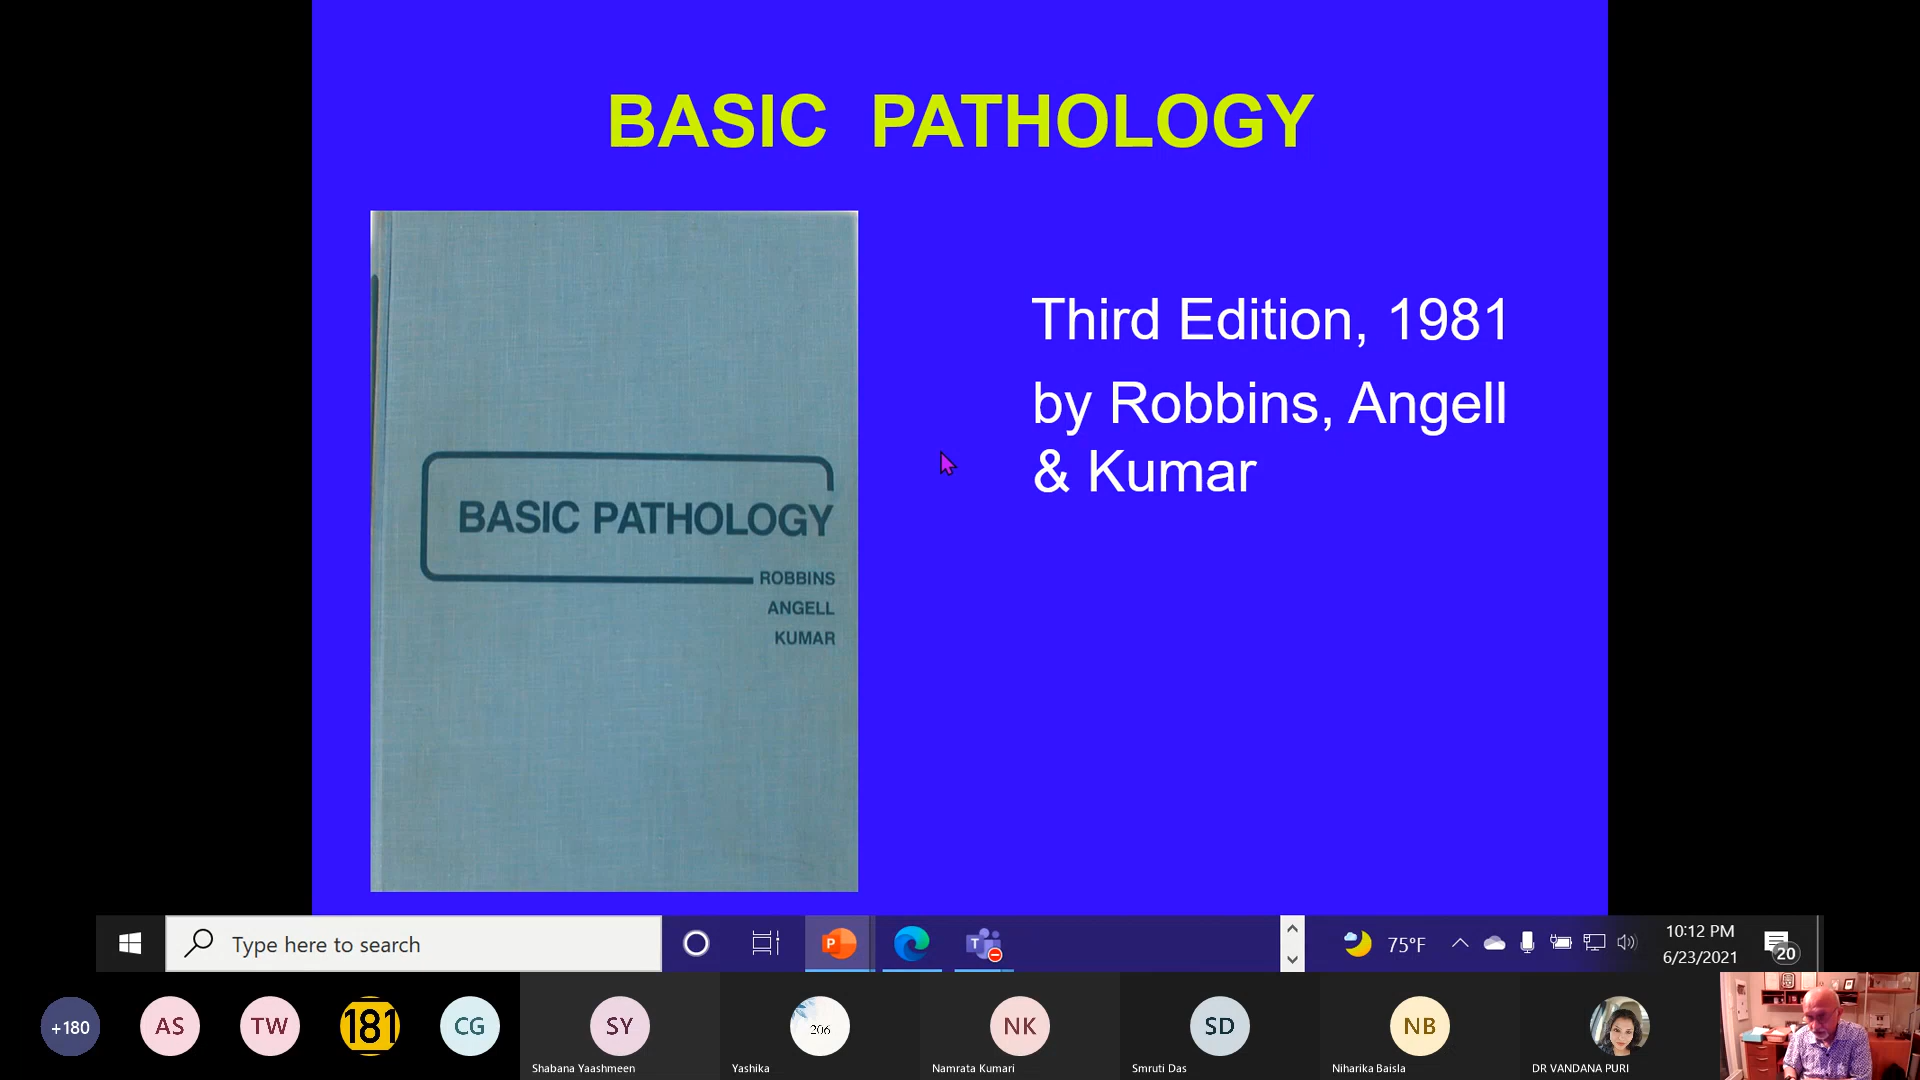 BASIC PATHOLOGY
BASIC PATHOLOGY
ROBBINS
ANGELL
KUMAR
Third Edition, 1981
by Robbins, Angell
& Kumar
Type here to search
P
T
75°F
10:12 PM
6/23/2021
20
+180
AS
TW
181
CG
SY
206
NK
SD
NB
Shabana Yaashmeen
Yashika
Namrata Kumari
Smruti Das
Niharika Baisla
DR VANDANA PURI